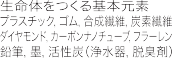 生命体をつくる基本元素
プラスチック, ゴム, 合成繊維, 炭素繊維
ダイヤモンド, カーボンナノチューブ, フラーレン
鉛筆, 墨, 活性炭(浄水器, 脱臭剤)